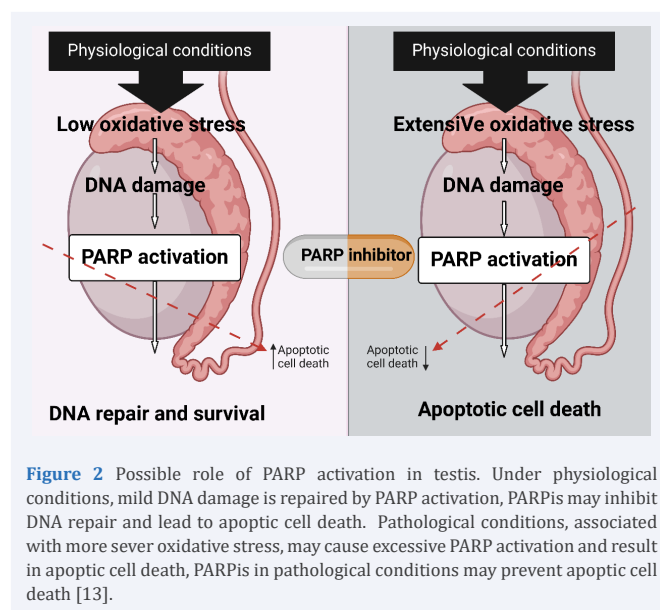 Physiological conditions
Low oxidative stress
DNA damage
PARP activation
Apoptotic
cell death
DNA repair and survival
PARP inhibitor
Physiological conditions
ExtensiVe oxidative stress
DNA damage
PARP activation
Apoptotic
cell death
Apoptotic cell death
Figure 2 Possible role of PARP activation in testis. Under physiological
conditions, mild DNA damage is repaired by PARP activation, PARPis may inhibit
DNA repair and lead to apoptic cell death. Pathological conditions, associated
with more sever oxidative stress, may cause excessive PARP activation and result
in apoptic cell death, PARPis in pathological conditions may prevent apoptic cell
death [13].